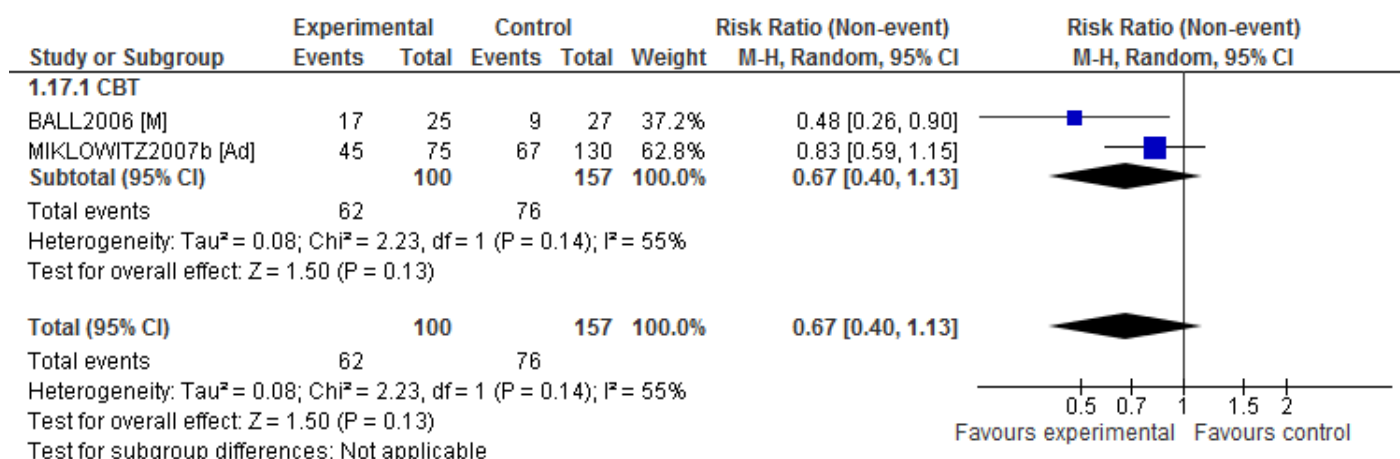 Experimental Control Risk Ratio (Non-event) Risk Ratio (Non-event)
Study or Subgroup Events Total Events Total Weight M-H, Random, 95% CI M-H, Random, 95% CI
1.17.1 CBT
BALL2006 [M] 17 25 9 27 37.2% 0.48 [0.26, 0.90]
MIKLOWITZ2007b [Ad] 45 75 67 130 62.8% 0.83 [0.59, 1.15]
Subtotal (95% CI) 100 157 100.0% 0.67 [0.40, 1.13]
Total events 62 76
Heterogeneity: Tau² = 0.08; Chi² = 2.23, df = 1 (P = 0.14); I² = 55%
Test for overall effect: Z = 1.50 (P = 0.13)
Total (95% CI) 100 157 100.0% 0.67 [0.40, 1.13]
Total events 62 76
Heterogeneity: Tau² = 0.08; Chi² = 2.23, df = 1 (P = 0.14); I² = 55%
Test for overall effect: Z = 1.50 (P = 0.13)
Test for subgroup differences: Not applicable
0.5 0.7 1 1.5 2
Favours experimental Favours control